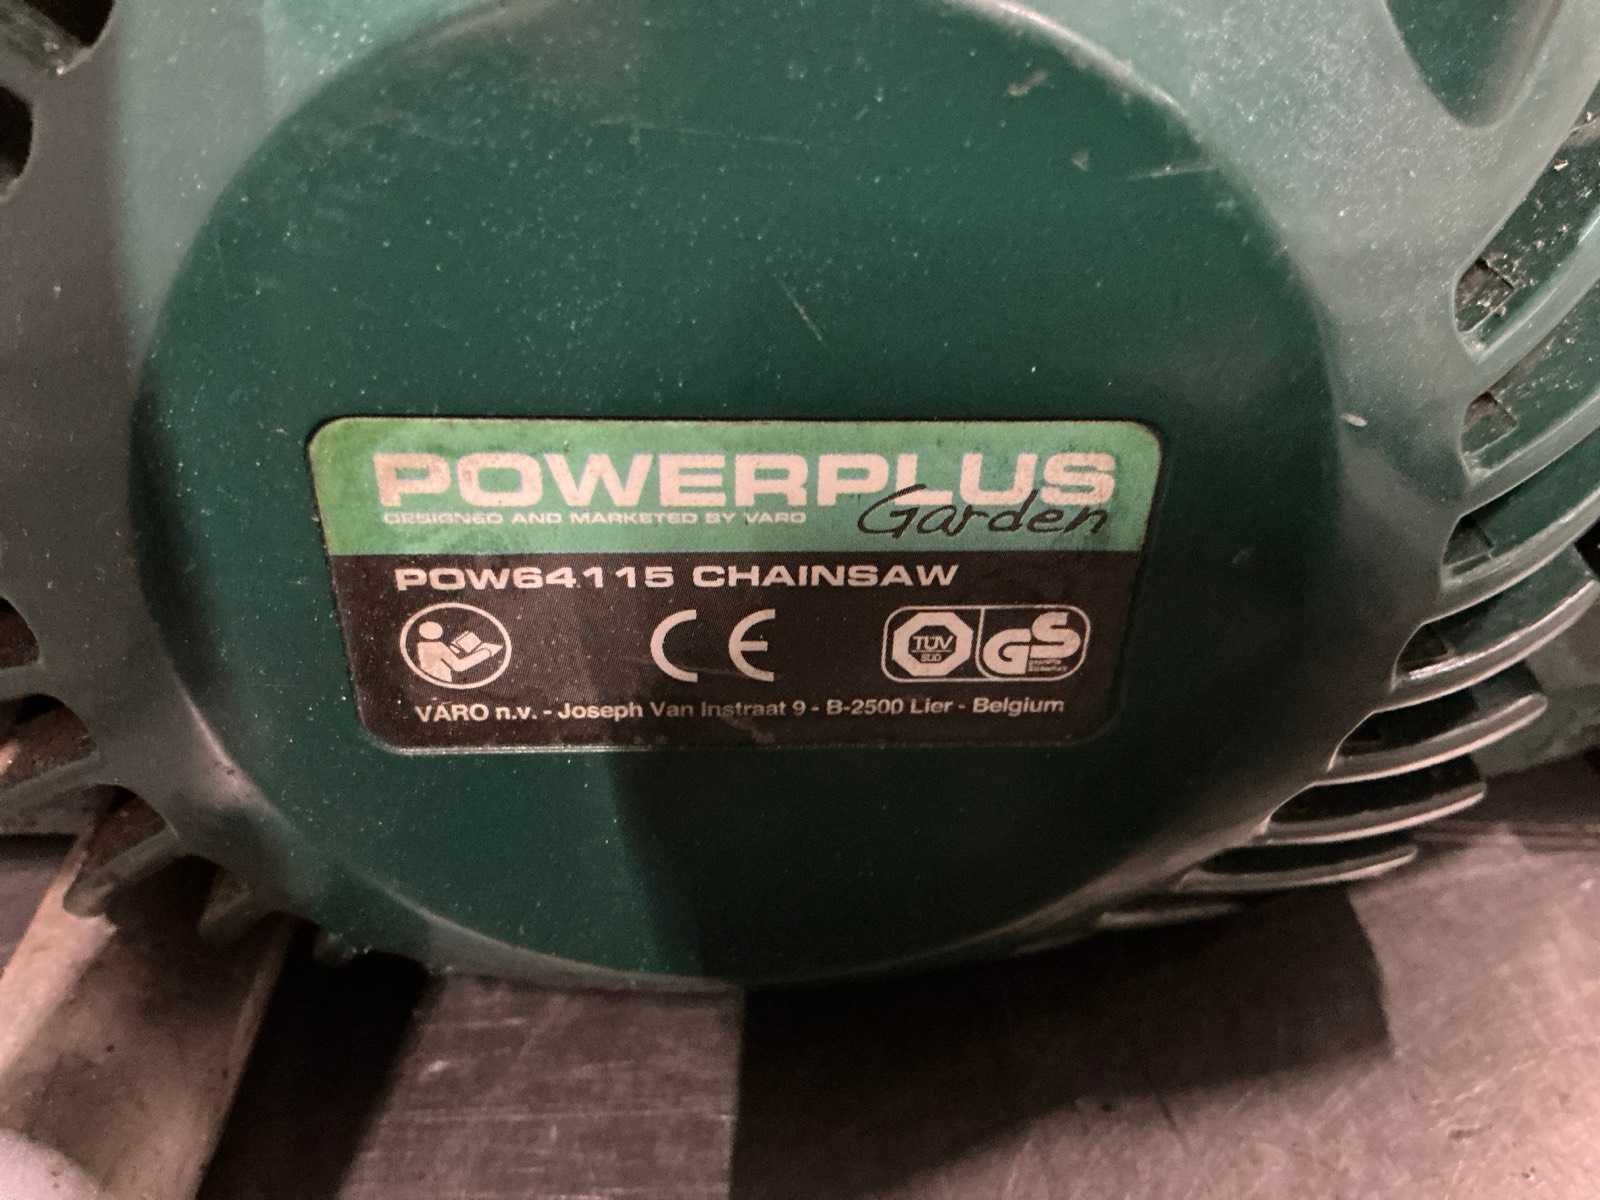 POWERPLUS
DESIGNED AND MARKETED BY VARO
Garden
POW64115 CHAINSAW
CE
TÜV
SÜD
GS
VARO n.v. - Joseph Van Instraat 9 - B-2500 Lier - Belgium